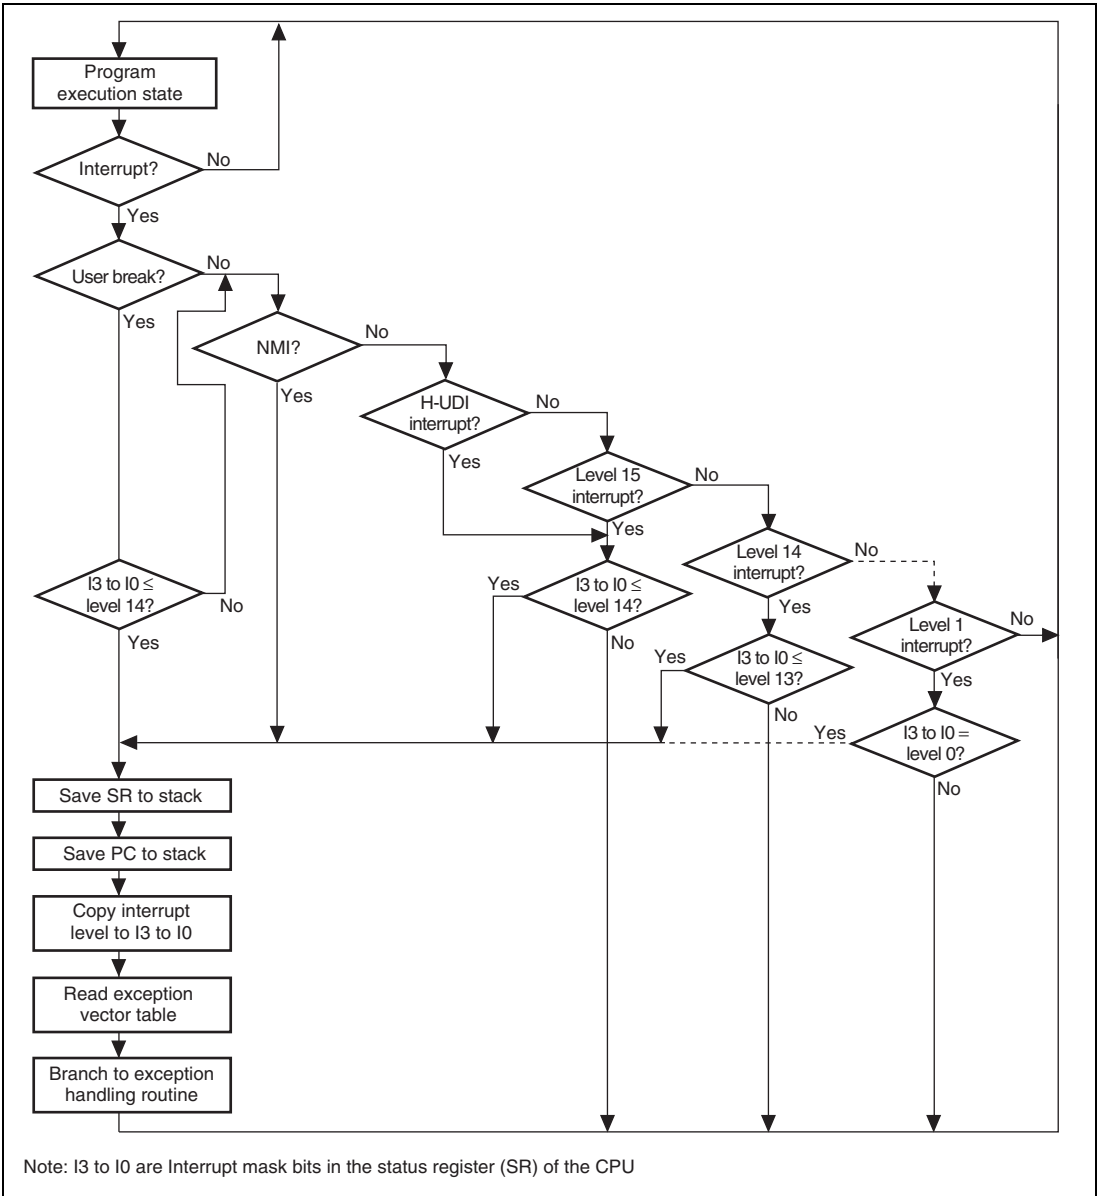 Program
execution state
Interrupt?
No
Yes
User break?
No
Yes
NMI?
No
Yes
H-UDI
interrupt?
No
Yes
Level 15
interrupt?
No
Yes
Level 14
interrupt?
No
Yes
I3 to I0 ≤
level 14?
No
Yes
I3 to I0 ≤
level 14?
Yes
No
Level 1
interrupt?
No
Yes
I3 to I0 ≤
level 13?
Yes
No
I3 to I0 =
level 0?
Yes
No
Save SR to stack
Save PC to stack
Copy interrupt
level to I3 to I0
Read exception
vector table
Branch to exception
handling routine
Note: I3 to I0 are Interrupt mask bits in the status register (SR) of the CPU